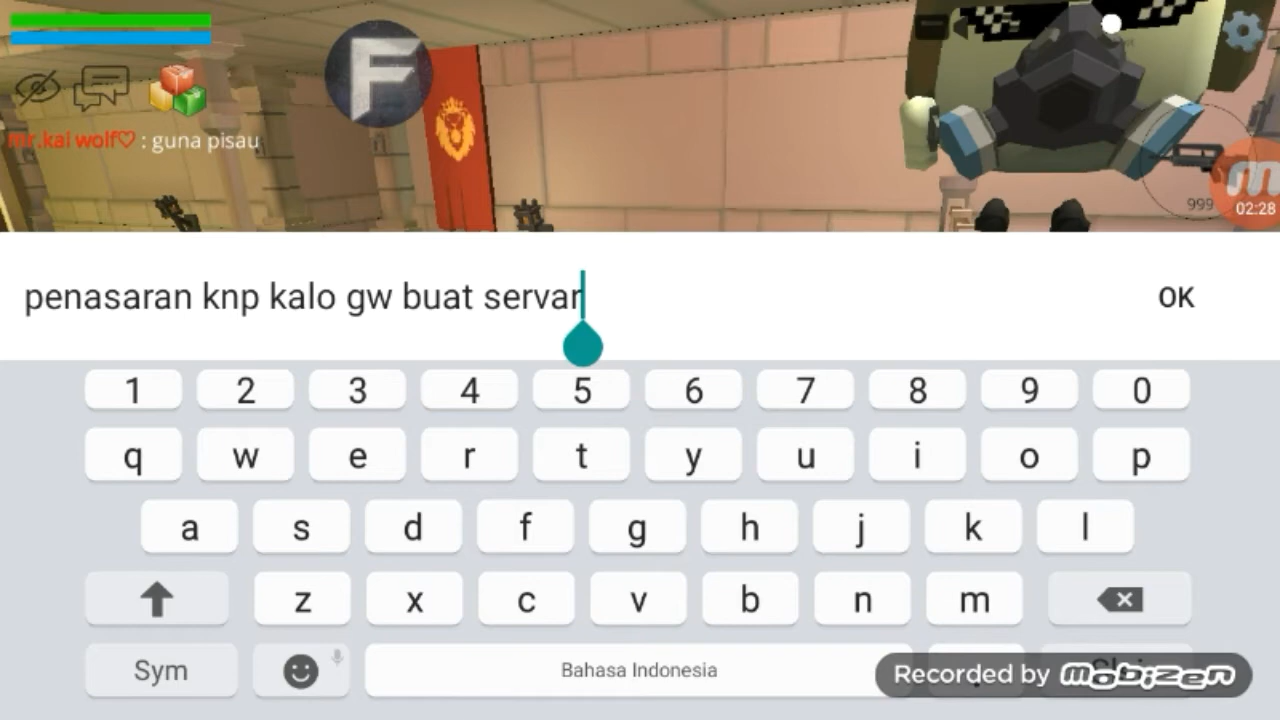 F
mr.kai wolf♡ : guna pisau
999
02:28
penasaran knp kalo gw buat servar
OK
1 2 3 4 5 6 7 8 9 0
q w e r t y u i o p
a s d f g h j k l
z x c v b n m
Sym
Bahasa Indonesia
Recorded by mobizen